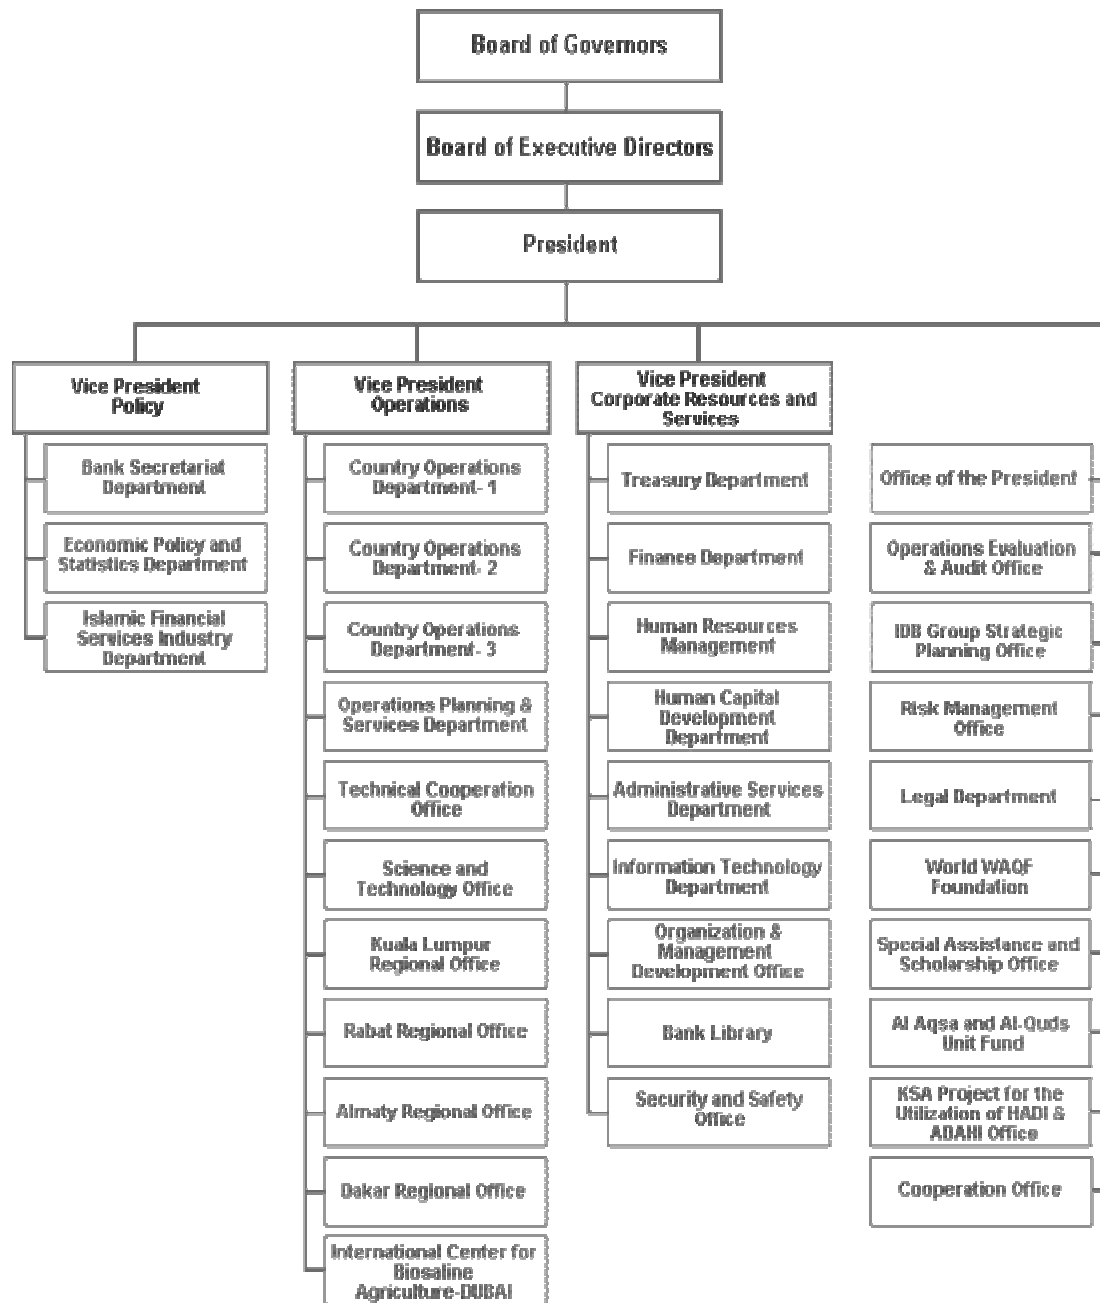 Board of Governors
Board of Executive Directors
President
Vice President
Policy
Bank Secretariat
Department
Economic Policy and
Statistics Department
Islamic Financial
Services Industry
Department
Vice President
Operations
Country Operations
Department- 1
Country Operations
Department- 2
Country Operations
Department- 3
Operations Planning &
Services Department
Technical Cooperation
Office
Science and
Technology Office
Kuala Lumpur
Regional Office
Rabat Regional Office
Almaty Regional Office
Dakar Regional Office
International Center for
Biosaline
Agriculture-DUBAI
Vice President
Corporate Resources and
Services
Treasury Department
Finance Department
Human Resources
Management
Human Capital
Development
Department
Administrative Services
Department
Information Technology
Department
Organization &
Management
Development Office
Bank Library
Security and Safety
Office
Office of the President
Operations Evaluation
& Audit Office
IDB Group Strategic
Planning Office
Risk Management
Office
Legal Department
World WAQF
Foundation
Special Assistance and
Scholarship Office
Al Aqsa and Al-Quds
Unit Fund
KSA Project for the
Utilization of HADI &
ADAHI Office
Cooperation Office